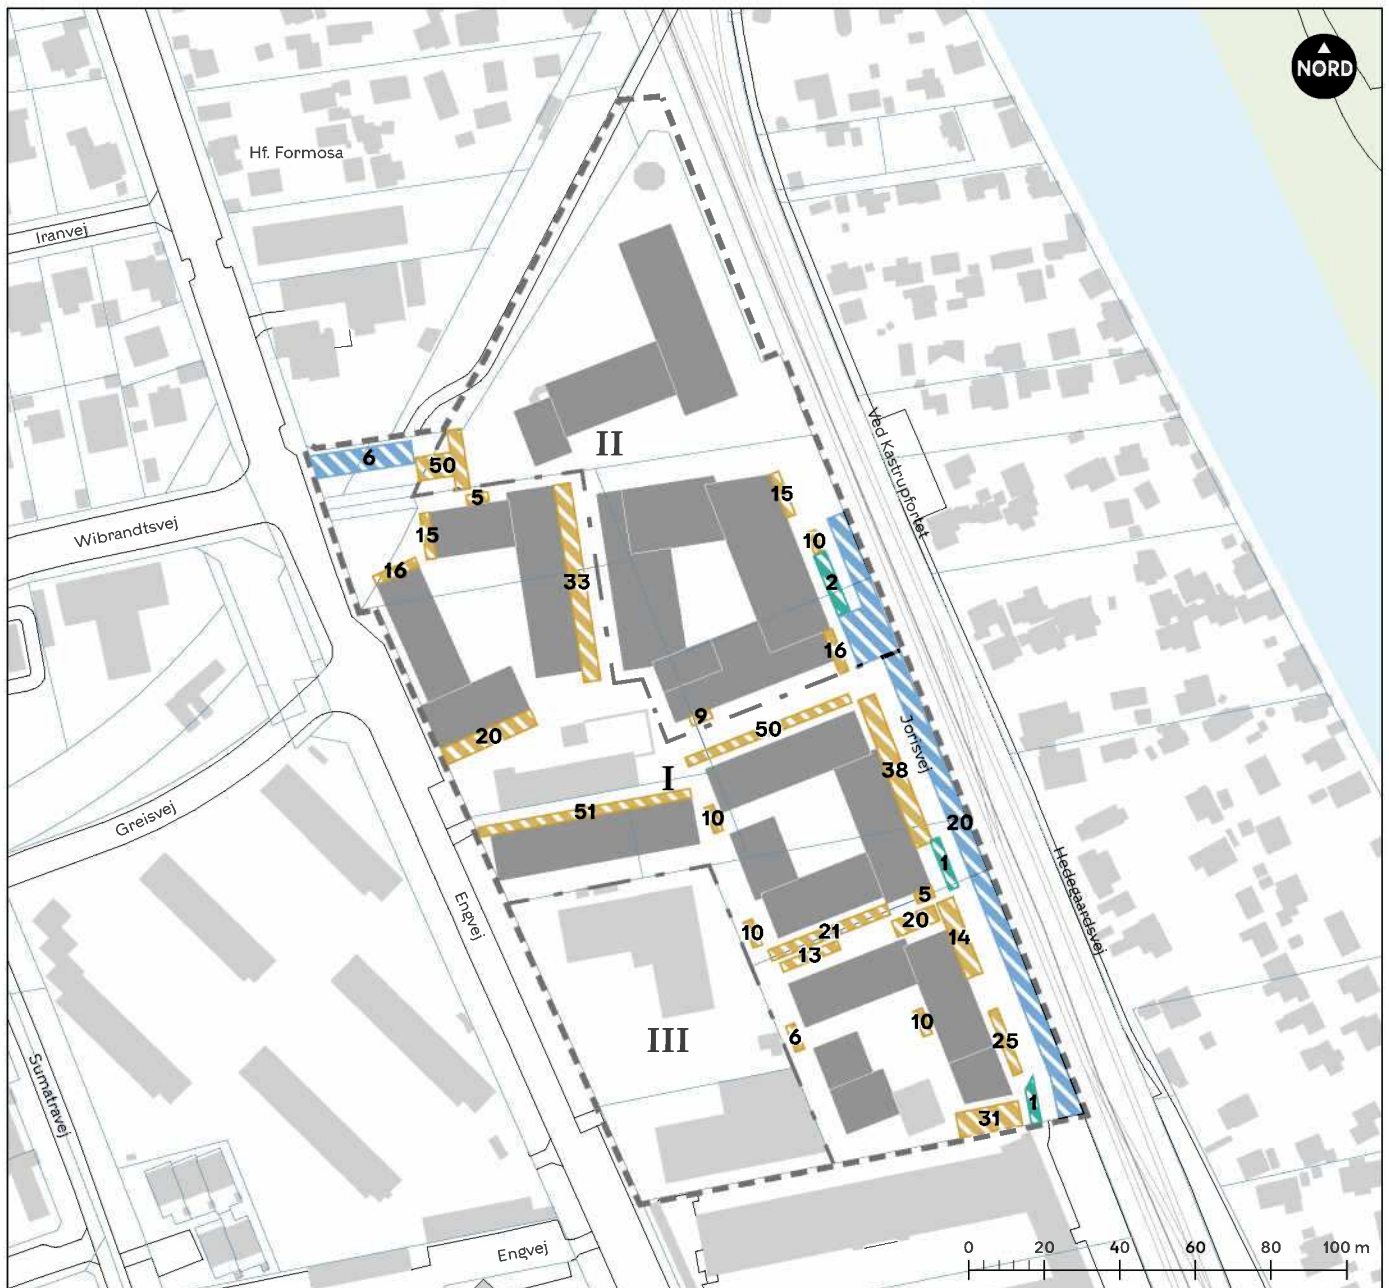 NORD
Hf. Formosa
Iranvej
Ved Kastrupfortet
II
6
50
5
15
15
Wibrandtsvej
10
16
33
2
16
9
20
50
Jorisvej
I
38
51
10
20
Greisvej
1
5
Engvej
20
10
21
14
13
Hedegaardsvej
10
6
25
III
Sumatravej
1
31
Engvej
0 20 40 60 80 100 m